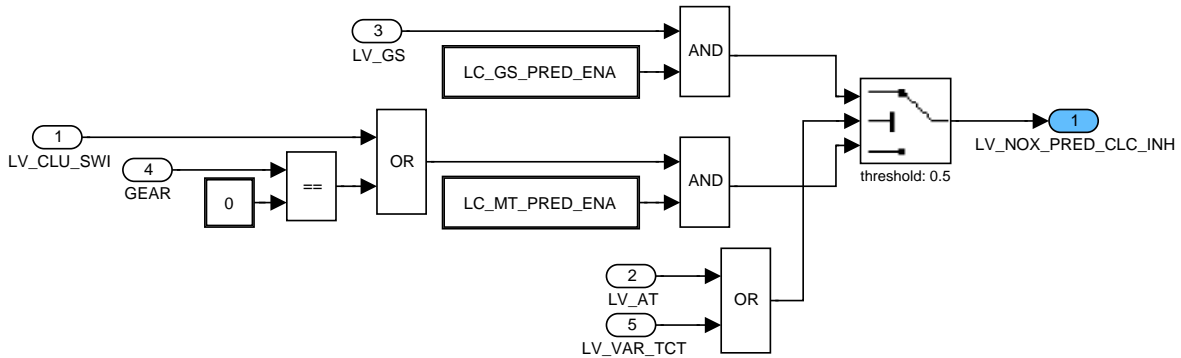 3
LV_GS
AND
LC_GS_PRED_ENA
1
LV_CLU_SWI
4
GEAR
0
==
OR
AND
LC_MT_PRED_ENA
threshold: 0.5
1
LV_NOX_PRED_CLC_INH
2
LV_AT
5
LV_VAR_TCT
OR